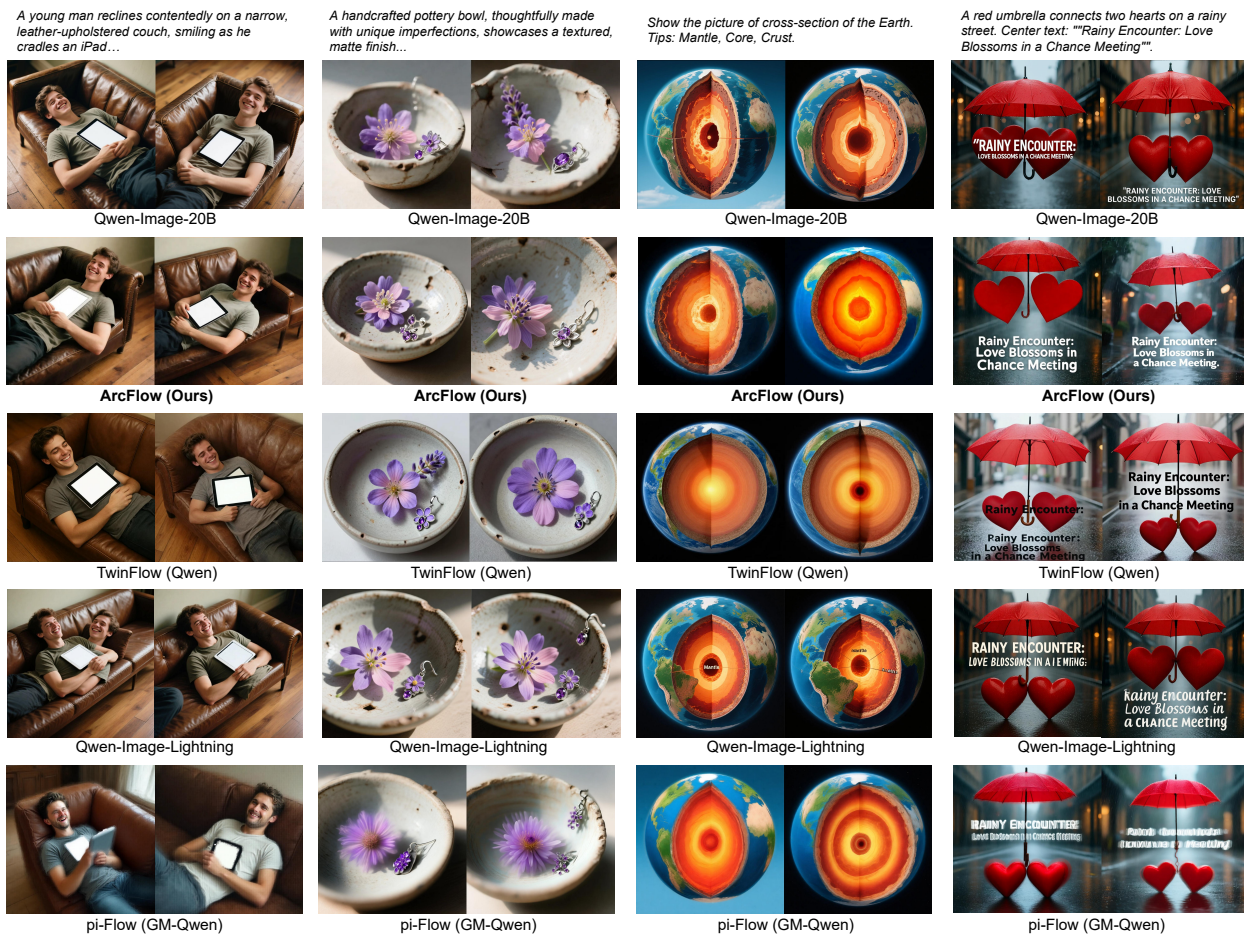 A young man reclines contentedly on a narrow,
leather-upholstered couch, smiling as he
cradles an iPad…
A handcrafted pottery bowl, thoughtfully made
with unique imperfections, showcases a textured,
matte finish...
Show the picture of cross-section of the Earth.
Tips: Mantle, Core, Crust.
A red umbrella connects two hearts on a rainy
street. Center text: ""Rainy Encounter: Love
Blossoms in a Chance Meeting"".
"RAINY ENCOUNTER:
LOVE BLOSSOMS IN A CHANCE MEETING
"RAINY ENCOUNTER: LOVE
BLOSSOMS IN A CHANCE MEETING"
Qwen-Image-20B
Qwen-Image-20B
Qwen-Image-20B
Qwen-Image-20B
Rainy Encounter:
Love Blossoms in
Chance Meeting
Rainy Encounter:
Love Blossoms in
a Chance Meeting.
ArcFlow (Ours)
ArcFlow (Ours)
ArcFlow (Ours)
ArcFlow (Ours)
Rainy Encounter:
Rainy Encounter:
Love Blossoms
in a Chance Meeting
Rainy Encounter:
Love Blossoms
in a Chance Meeting
TwinFlow (Qwen)
TwinFlow (Qwen)
TwinFlow (Qwen)
TwinFlow (Qwen)
Mantle
RAINY ENCOUNTER:
LOVE BLOSSOMS IN A
Rainy Encounter:
Love Blossoms in
a CHANCE Meeting
Qwen-Image-Lightning
Qwen-Image-Lightning
Qwen-Image-Lightning
Qwen-Image-Lightning
RAINY ENCOUNTER
pi-Flow (GM-Qwen)
pi-Flow (GM-Qwen)
pi-Flow (GM-Qwen)
pi-Flow (GM-Qwen)